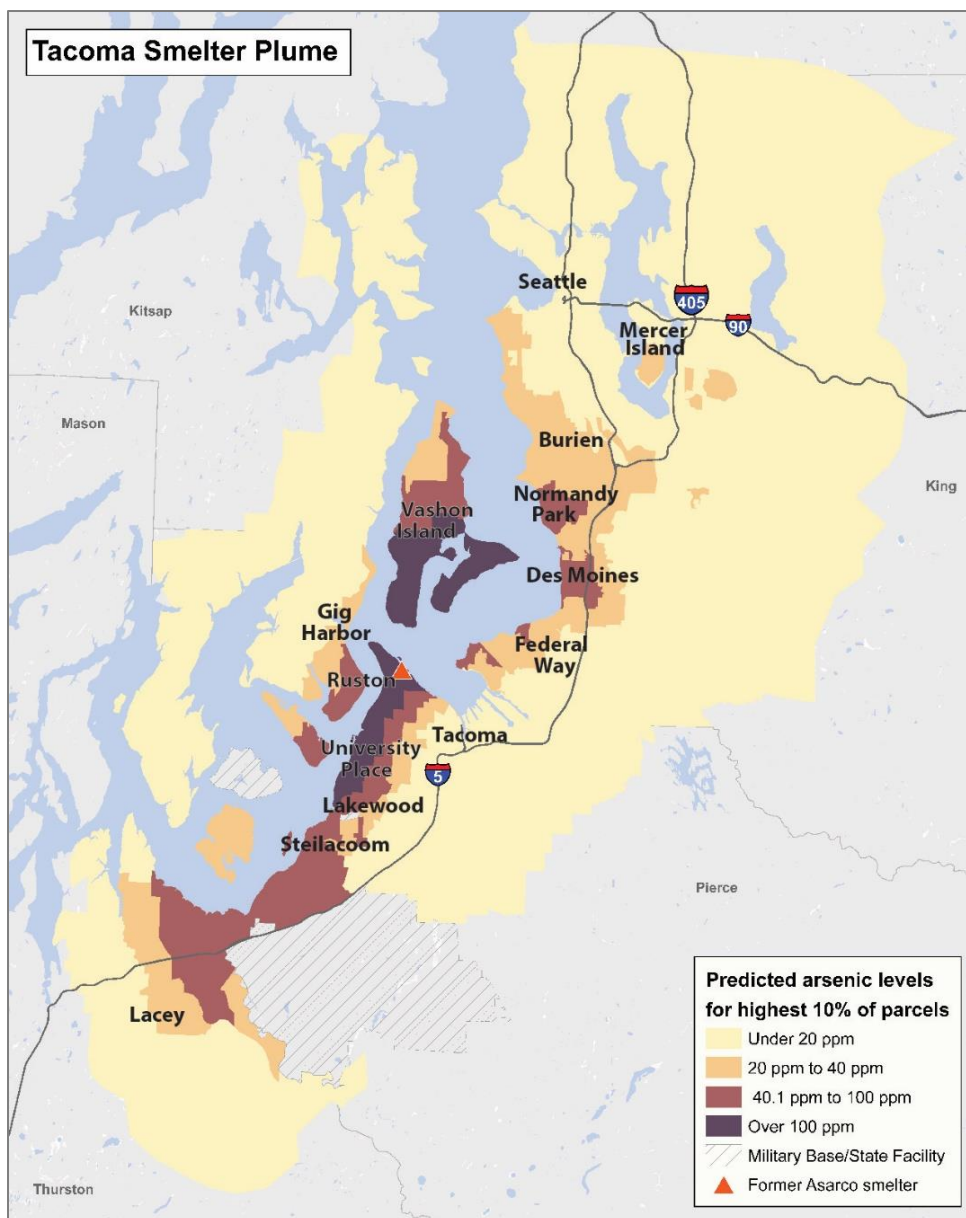 Tacoma Smelter Plume
Seattle
405
90
Mercer
Island
Kitsap
Mason
Burien
King
Normandy
Park
Vashon
Island
Des Moines
Gig
Harbor
Federal
Way
Ruston
Tacoma
University
Place
5
Lakewood
Steilacoom
Pierce
Lacey
Thurston
Predicted arsenic levels
for highest 10% of parcels
Under 20 ppm
20 ppm to 40 ppm
40.1 ppm to 100 ppm
Over 100 ppm
Military Base/State Facility
Former Asarco smelter